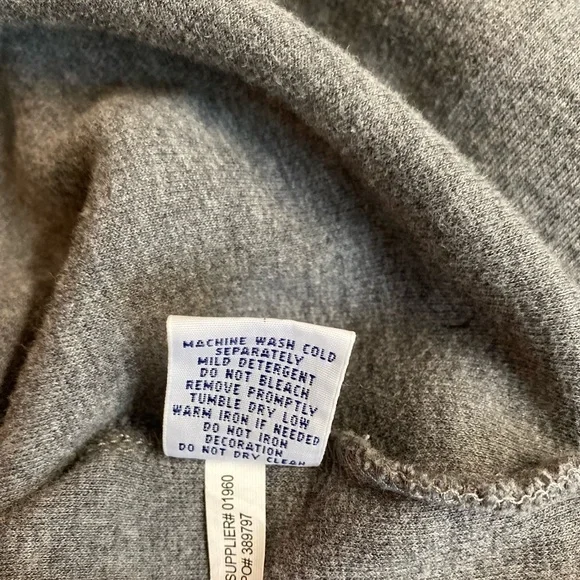 MACHINE WASH COLD
SEPARATELY
MILD DETERGENT
DO NOT BLEACH
REMOVE PROMPTLY
TUMBLE DRY LOW
WARM IRON IF NEEDED
DO NOT IRON
DECORATION
DO NOT DRY CLEAN
SUPPLIER# 01960
PO# 389797